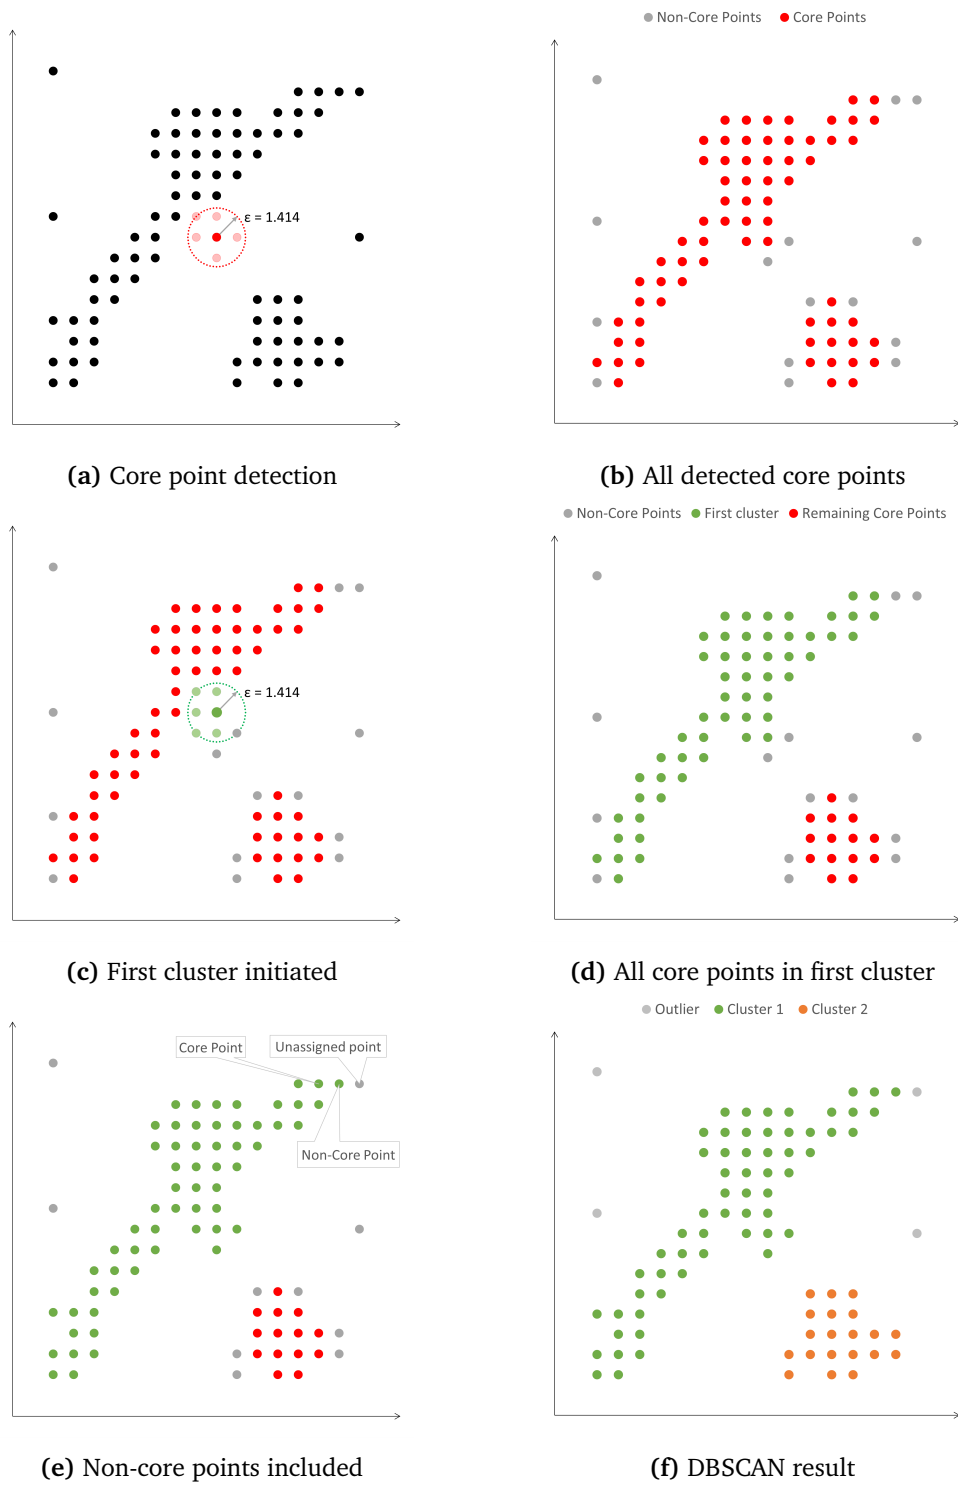 Non-Core Points Core Points
ε = 1.414
(a) Core point detection
(b) All detected core points
Non-Core Points First cluster Remaining Core Points
ε = 1.414
(c) First cluster initiated
(d) All core points in first cluster
Outlier Cluster 1 Cluster 2
Core Point
Unassigned point
Non-Core Point
(e) Non-core points included
(f) DBSCAN result